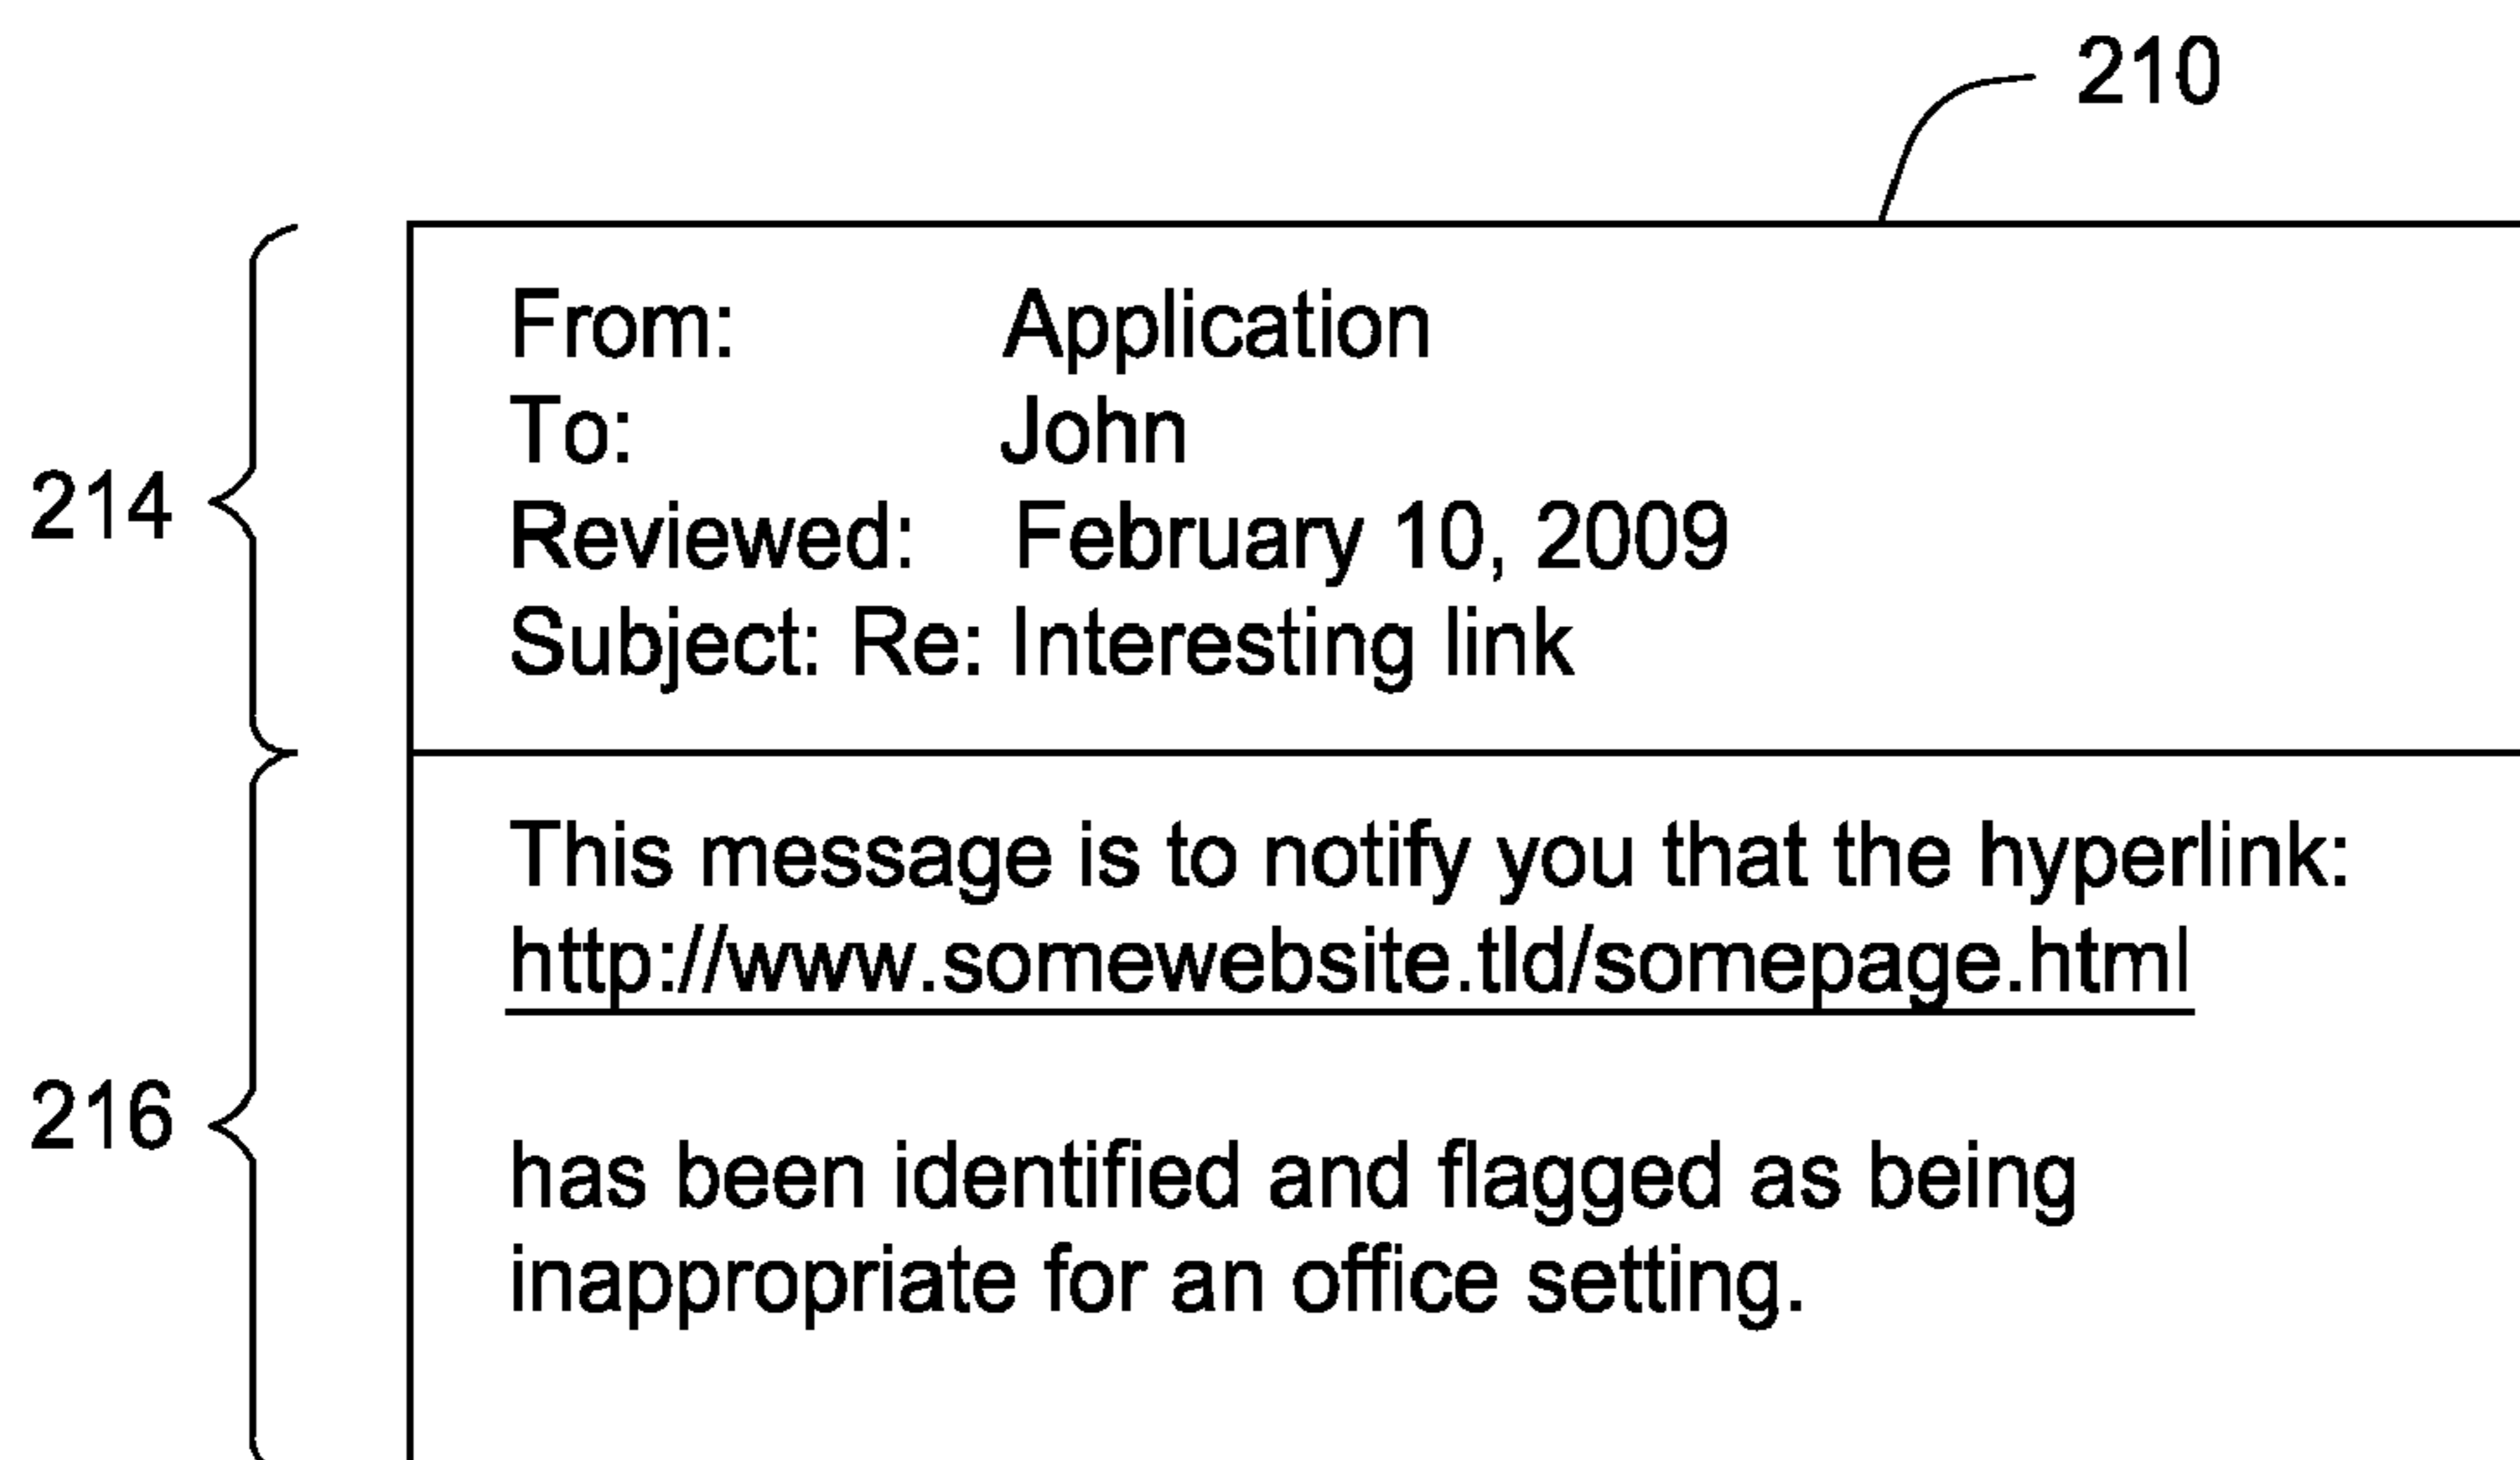 210
214
From: Application
To: John
Reviewed: February 10, 2009
Subject: Re: Interesting link
216
This message is to notify you that the hyperlink:
http://www.somewebsite.tld/somepage.html
has been identified and flagged as being
inappropriate for an office setting.